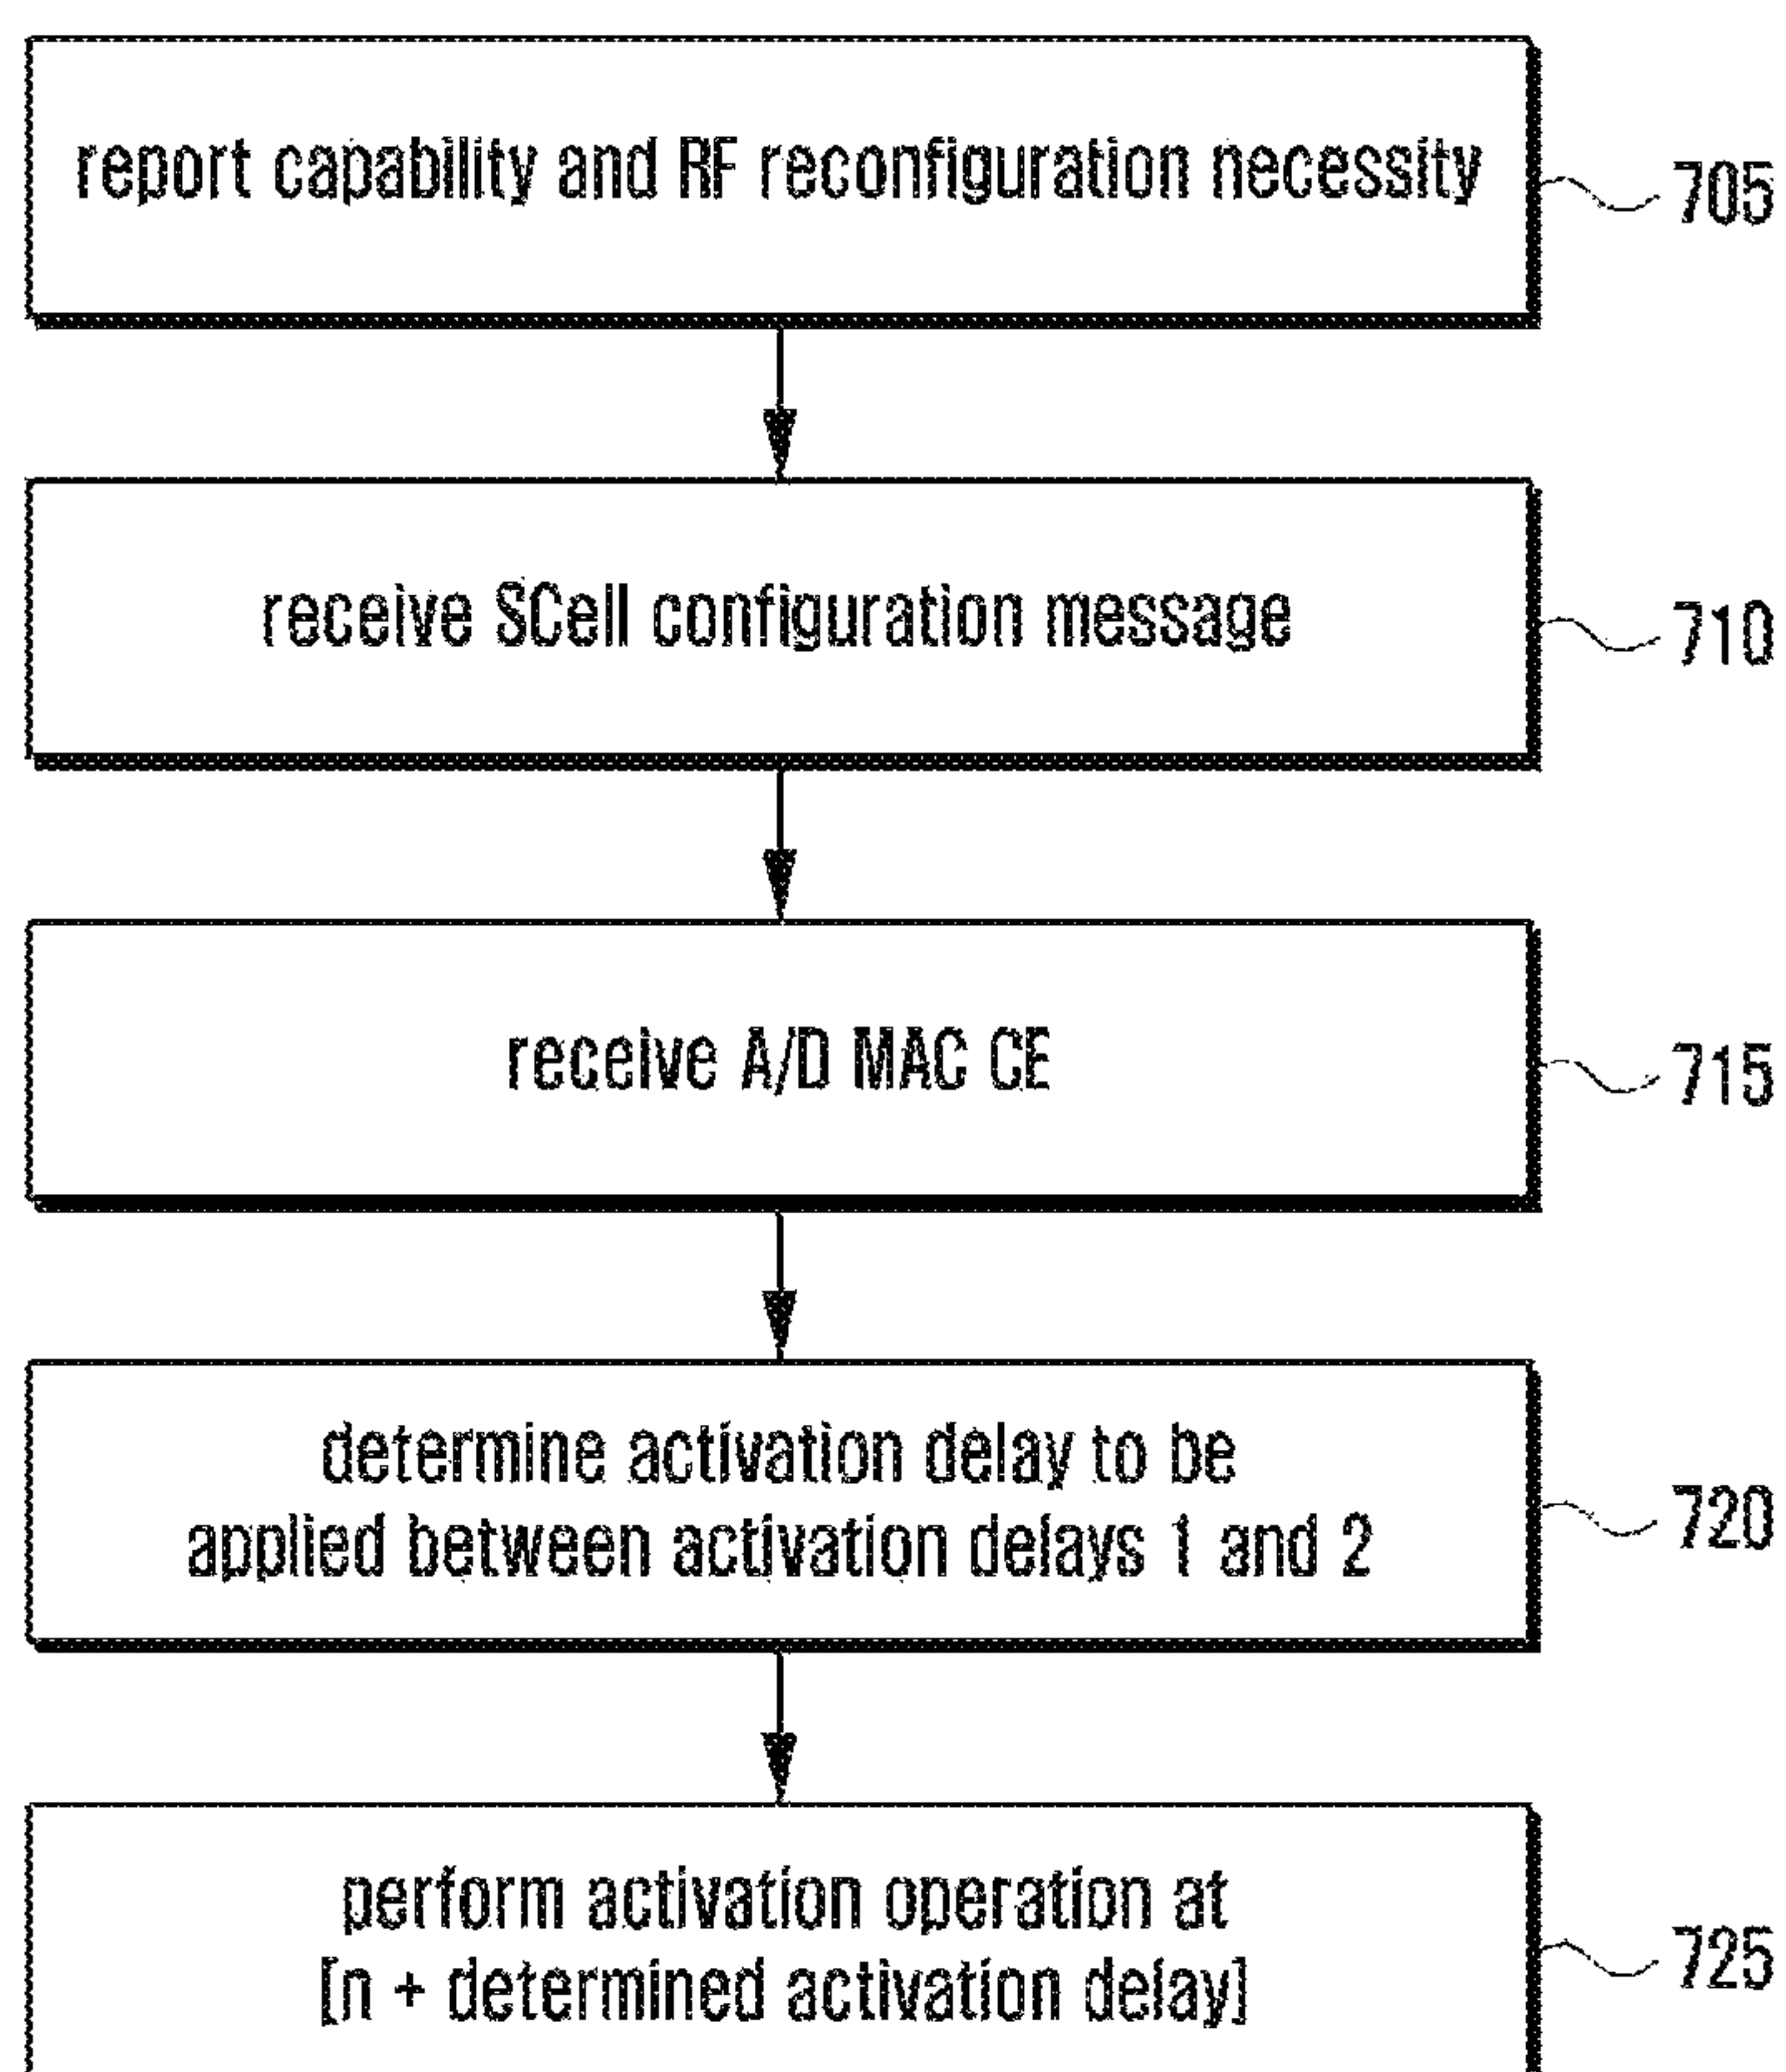 report capability and RF reconfiguration necessity
705
receive SCell configuration message
710
receive A/D MAC CE
715
determine activation delay to be
applied between activation delays 1 and 2
720
perform activation operation at
[n + determined activation delay]
725